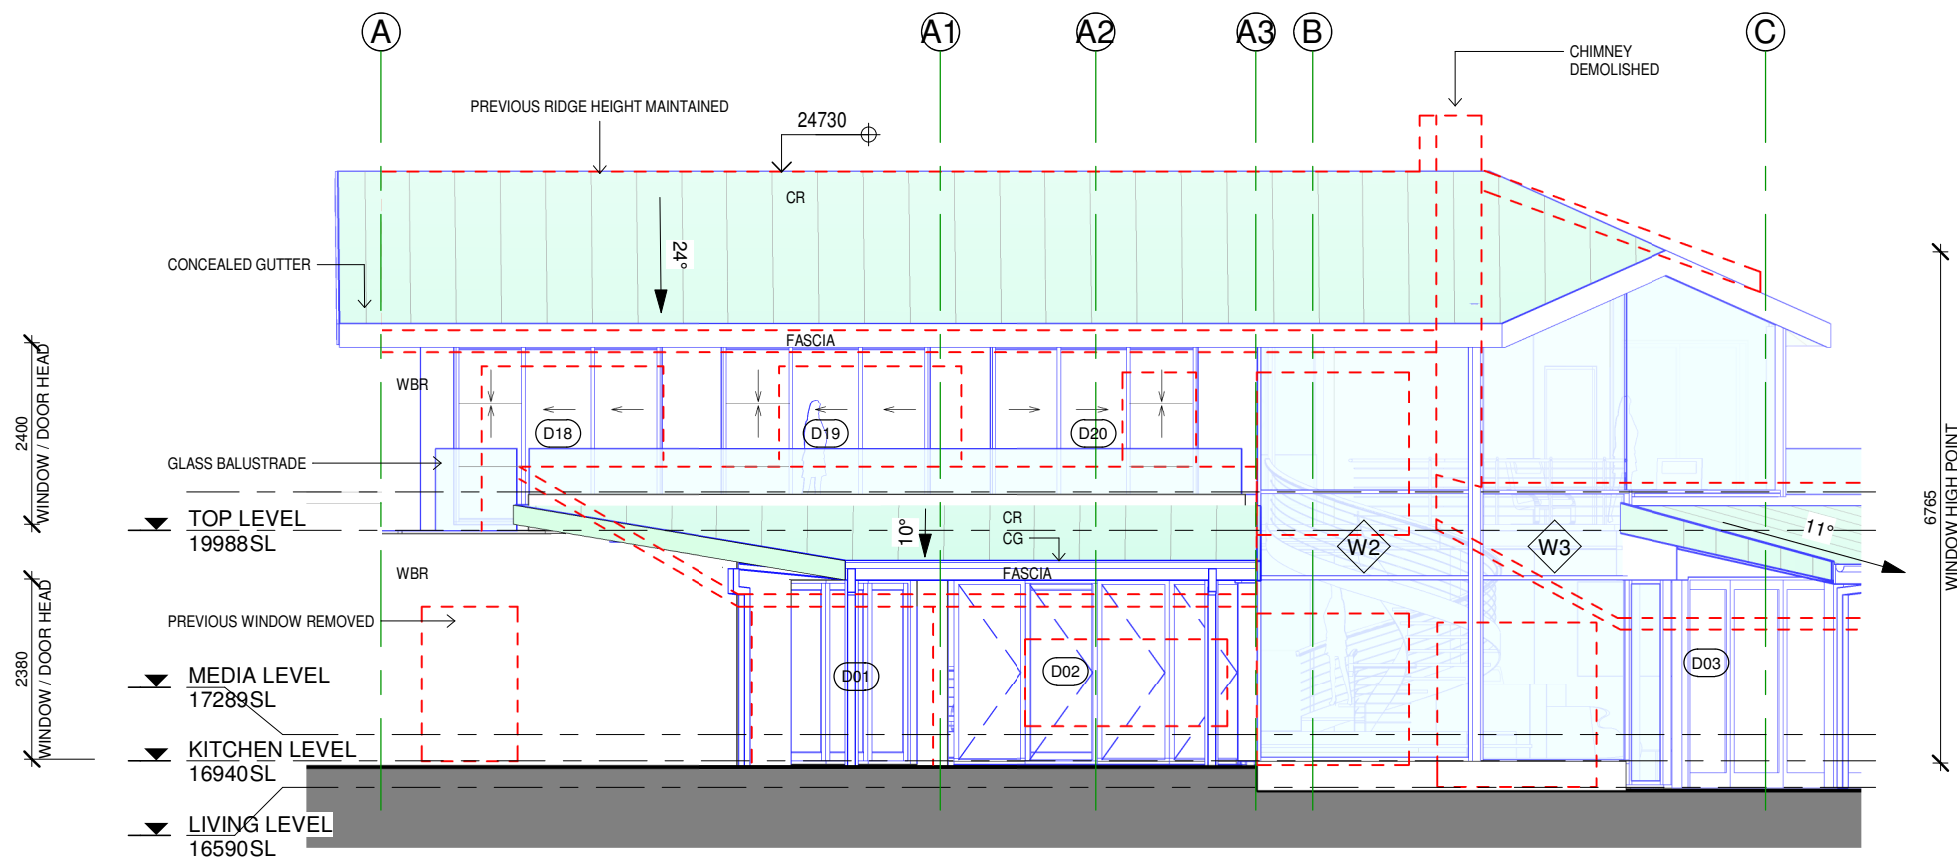 A
A1
A2
A3
B
C
CHIMNEY
DEMOLISHED
PREVIOUS RIDGE HEIGHT MAINTAINED
24730
CR
24°
CONCEALED GUTTER
FASCIA
WBR
2400
WINDOW / DOOR HEAD
D18
D19
D20
GLASS BALUSTRADE
6765
WINDOW HIGH POINT
TOP LEVEL
19988SL
10°
CR
CG
FASCIA
W2
W3
11°
WBR
2380
WINDOW / DOOR HEAD
PREVIOUS WINDOW REMOVED
D01
D02
D03
MEDIA LEVEL
17289SL
KITCHEN LEVEL
16940SL
LIVING LEVEL
16590SL